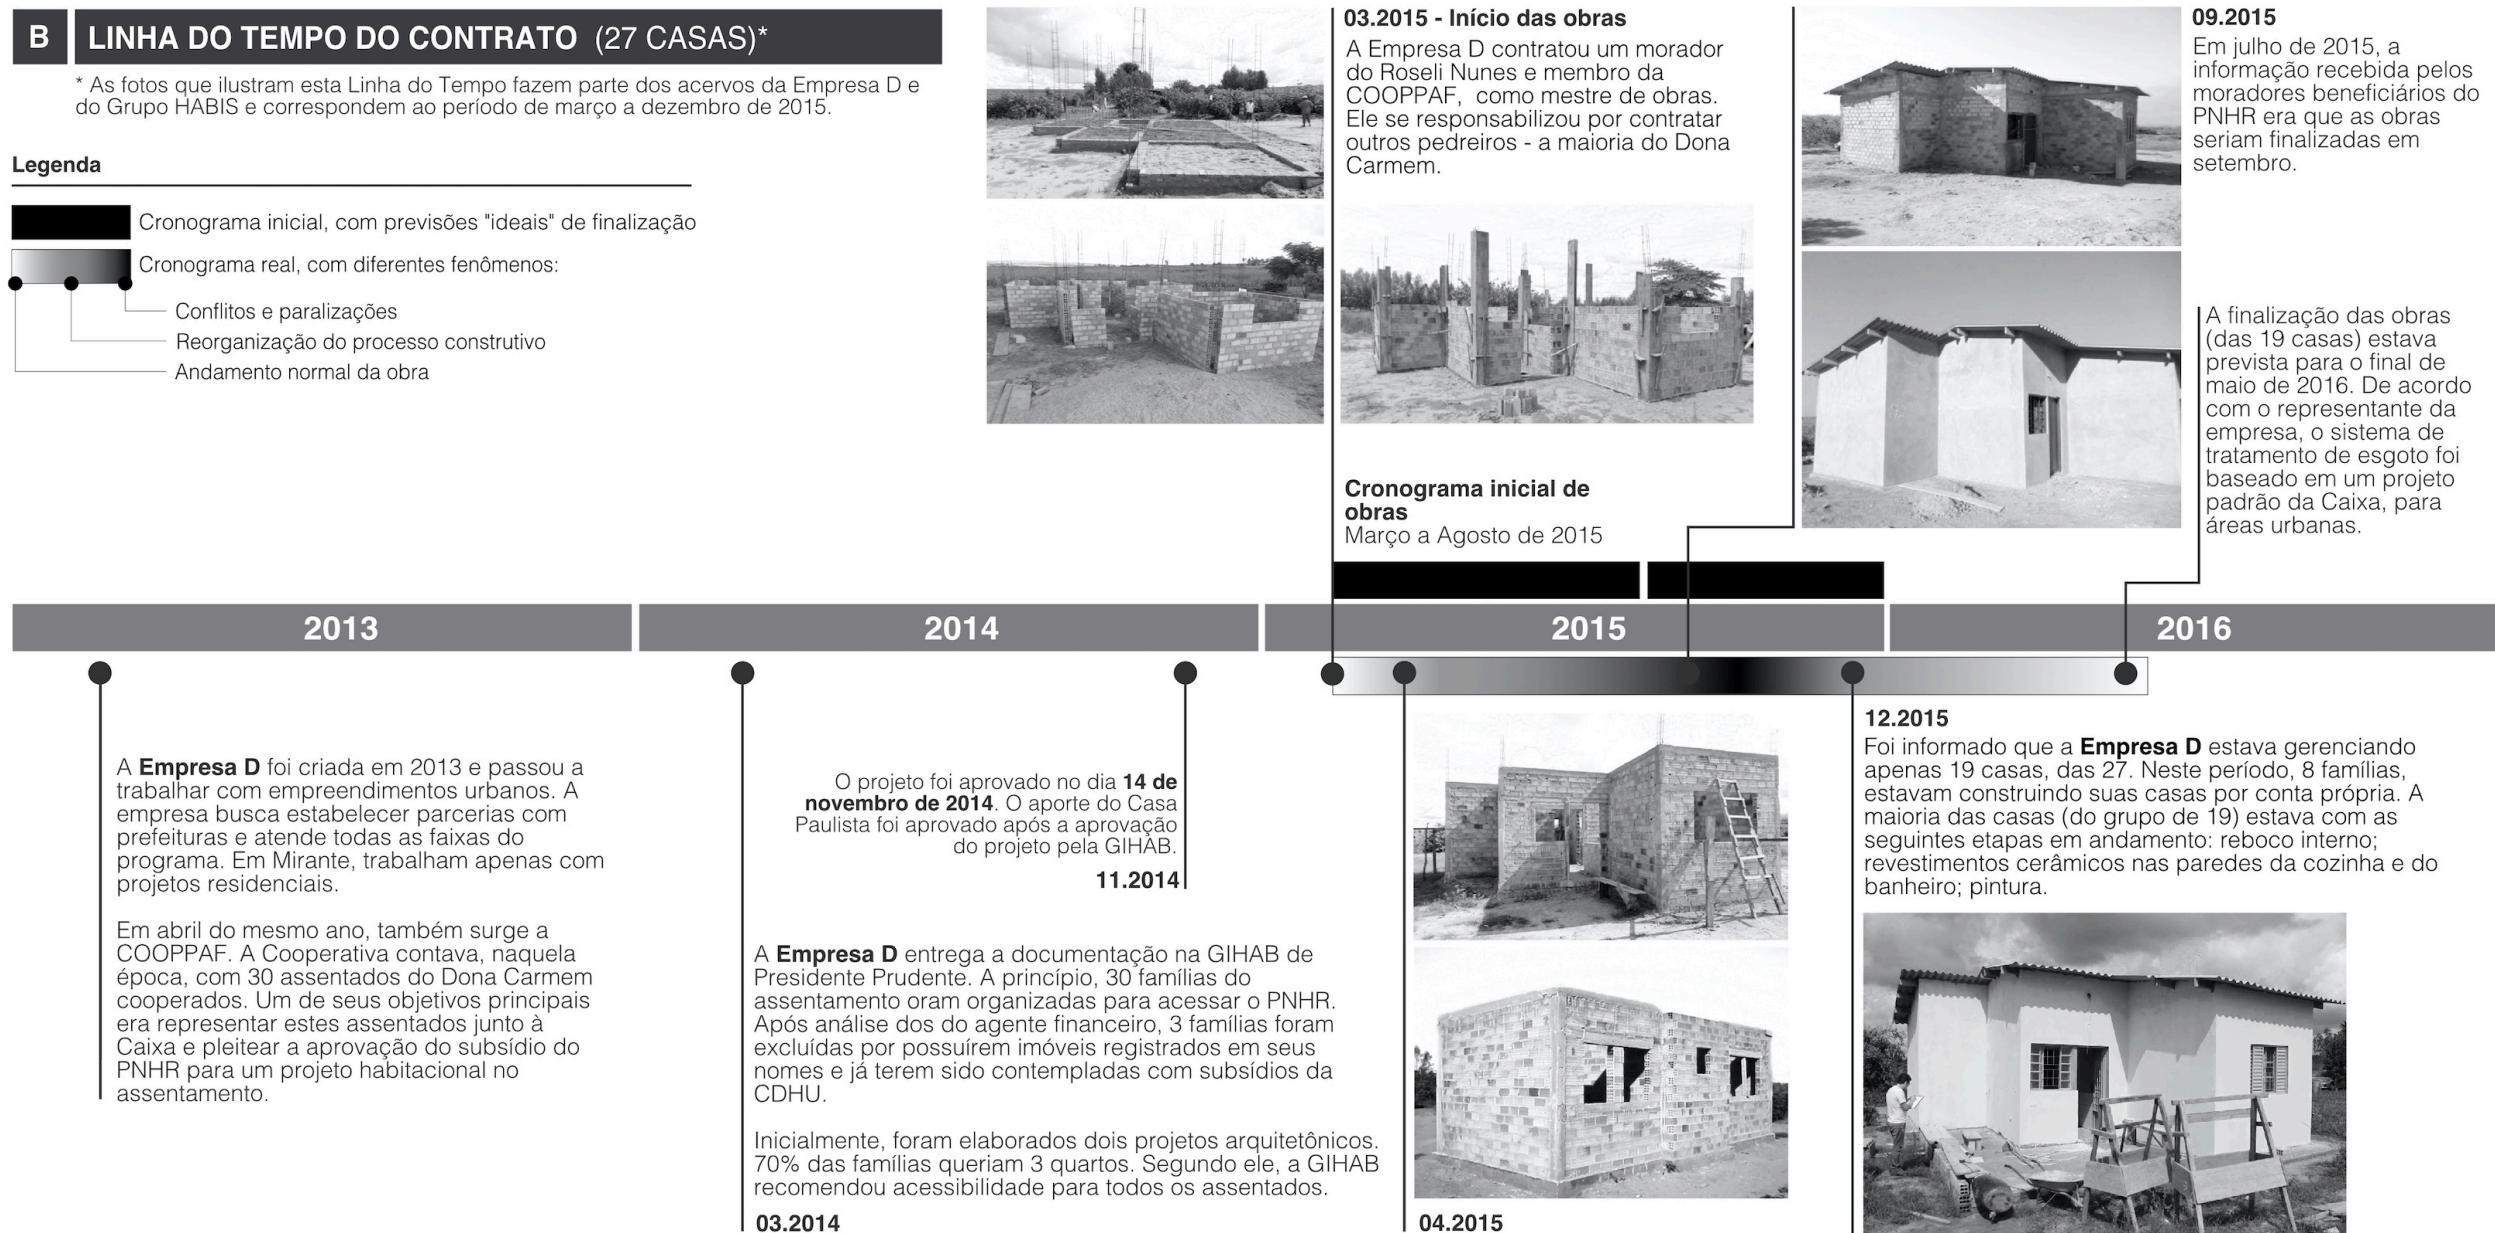 B LINHA DO TEMPO DO CONTRATO (27 CASAS)*
* As fotos que ilustram esta Linha do Tempo fazem parte dos acervos da Empresa D e
do Grupo HABIS e correspondem ao período de março a dezembro de 2015.
Legenda
Cronograma inicial, com previsões "ideais" de finalização
Cronograma real, com diferentes fenômenos:
Conflitos e paralizações
Reorganização do processo construtivo
Andamento normal da obra
03.2015 - Início das obras
A Empresa D contratou um morador
do Roseli Nunes e membro da
COOPPAF, como mestre de obras.
Ele se responsabilizou por contratar
outros pedreiros - a maioria do Dona
Carmem.
09.2015
Em julho de 2015, a
informação recebida pelos
moradores beneficiários do
PNHR era que as obras
seriam finalizadas em
setembro.
A finalização das obras
(das 19 casas) estava
prevista para o final de
maio de 2016. De acordo
com o representante da
empresa, o sistema de
tratamento de esgoto foi
baseado em um projeto
padrão da Caixa, para
áreas urbanas.
Cronograma inicial de
obras
Março a Agosto de 2015
2013
2014
2015
2016
A Empresa D foi criada em 2013 e passou a
trabalhar com empreendimentos urbanos. A
empresa busca estabelecer parcerias com
prefeituras e atende todas as faixas do
programa. Em Mirante, trabalham apenas com
projetos residenciais.
Em abril do mesmo ano, também surge a
COOPPAF. A Cooperativa contava, naquela
época, com 30 assentados do Dona Carmem
cooperados. Um de seus objetivos principais
era representar estes assentados junto à
Caixa e pleitear a aprovação do subsídio do
PNHR para um projeto habitacional no
assentamento.
O projeto foi aprovado no dia 14 de
novembro de 2014. O aporte do Casa
Paulista foi aprovado após a aprovação
do projeto pela GIHAB.
11.2014
A Empresa D entrega a documentação na GIHAB de
Presidente Prudente. A princípio, 30 famílias do
assentamento oram organizadas para acessar o PNHR.
Após análise dos do agente financeiro, 3 famílias foram
excluídas por possuírem imóveis registrados em seus
nomes e já terem sido contempladas com subsídios da
CDHU.
Inicialmente, foram elaborados dois projetos arquitetônicos.
70% das famílias queriam 3 quartos. Segundo ele, a GIHAB
recomendou acessibilidade para todos os assentados.
03.2014
04.2015
12.2015
Foi informado que a Empresa D estava gerenciando
apenas 19 casas, das 27. Neste período, 8 famílias,
estavam construindo suas casas por conta própria. A
maioria das casas (do grupo de 19) estava com as
seguintes etapas em andamento: reboco interno;
revestimentos cerâmicos nas paredes da cozinha e do
banheiro; pintura.